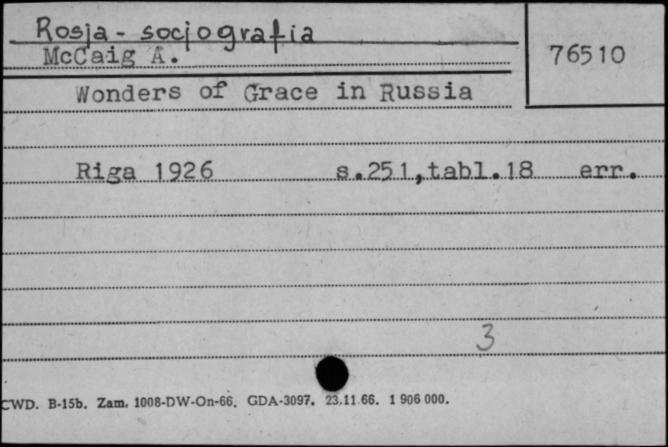 Rosja - socjografia
McCaig A.
76510
Wonders of Grace in Russia
Riga 1926 s.251,tabl.18 err.
3
CWD. B-15b. Zam. 1008-DW-On-66. GDA-3097. 23.11.66. 1 906 000.